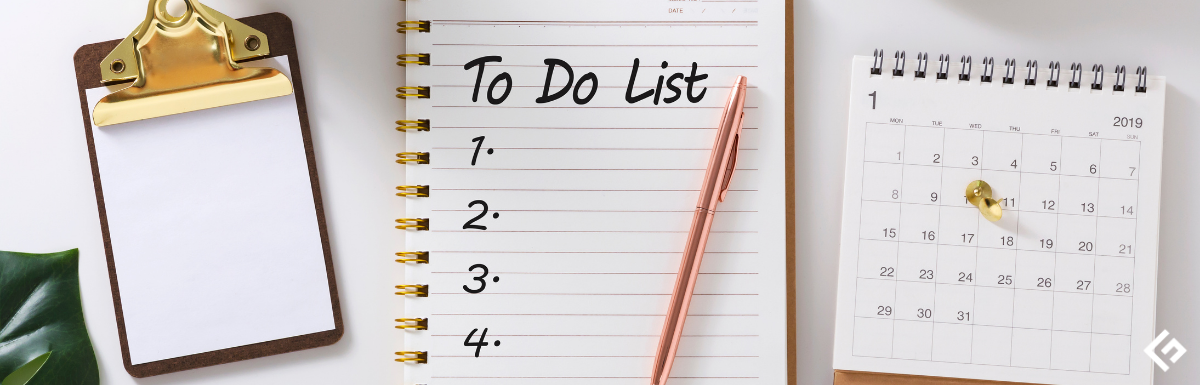 DATE / /
To Do List
1.
2.
3.
4.
1
2019
MON TUE WED THU FRI SAT SUN
1 2 3 4 5 6 7
8 9 11 12 13 14
15 16 17 18 19 20 21
22 23 24 25 26 27 28
29 30 31